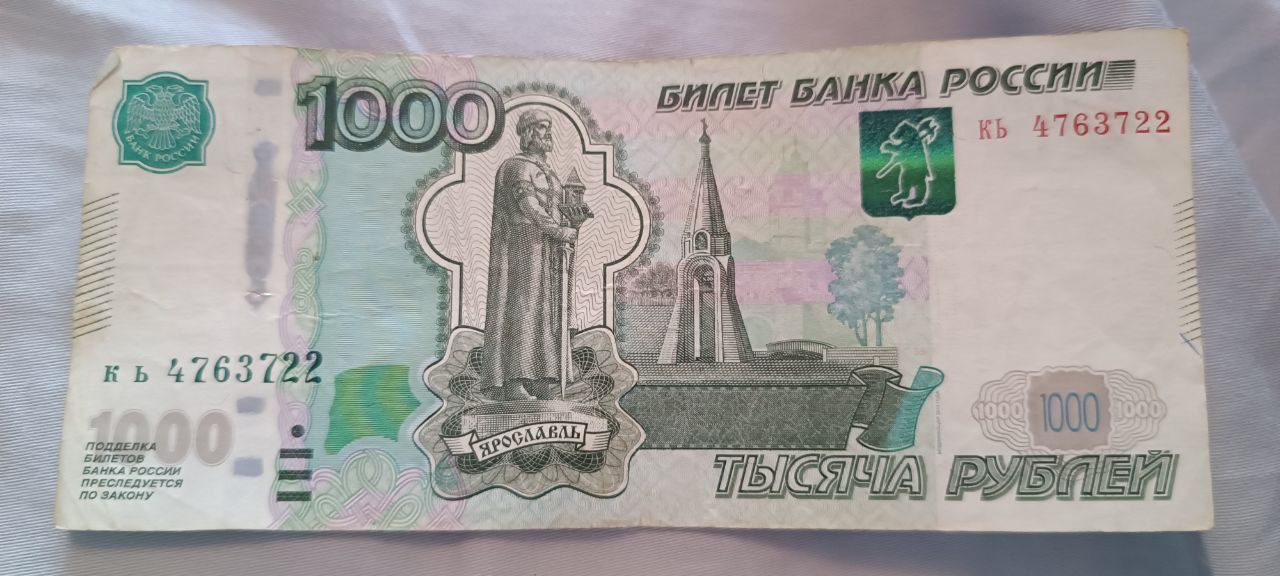 1000
БИЛЕТ БАНКА РОССИИ
БАНК РОССИИ
КЬ 4763722
кь 4763722
1000
ПОДДЕЛКА
БИЛЕТОВ
БАНКА РОССИИ
ПРЕСЛЕДУЕТСЯ
ПО ЗАКОНУ
ЯРОСЛАВЛЬ
1000 1000 1000
ТЫСЯЧА РУБЛЕЙ